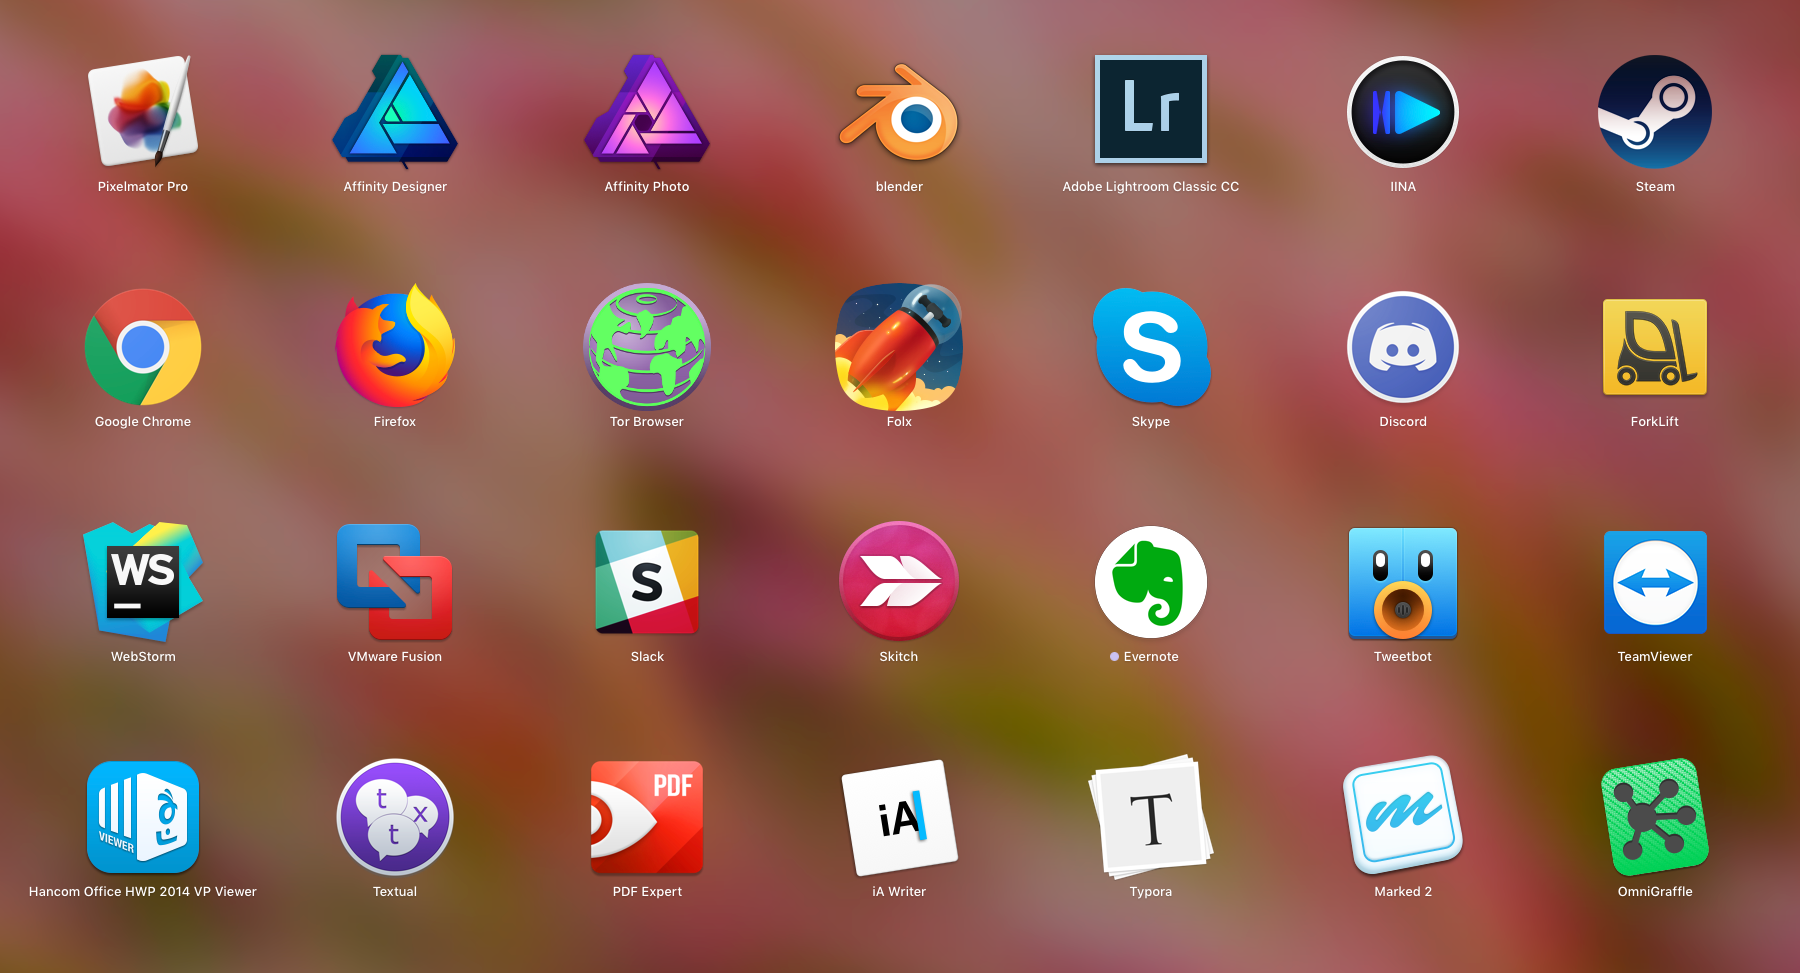 Lr
Pixelmator Pro
Affinity Designer
Affinity Photo
blender
Adobe Lightroom Classic CC
IINA
Steam
S
Google Chrome
Firefox
Tor Browser
Folx
Skype
Discord
ForkLift
WS
S
WebStorm
VMware Fusion
Slack
Skitch
Evernote
Tweetbot
TeamViewer
VIEWER
t
x
t
PDF
iA
T
m
Hancom Office HWP 2014 VP Viewer
Textual
PDF Expert
iA Writer
Typora
Marked 2
OmniGraffle